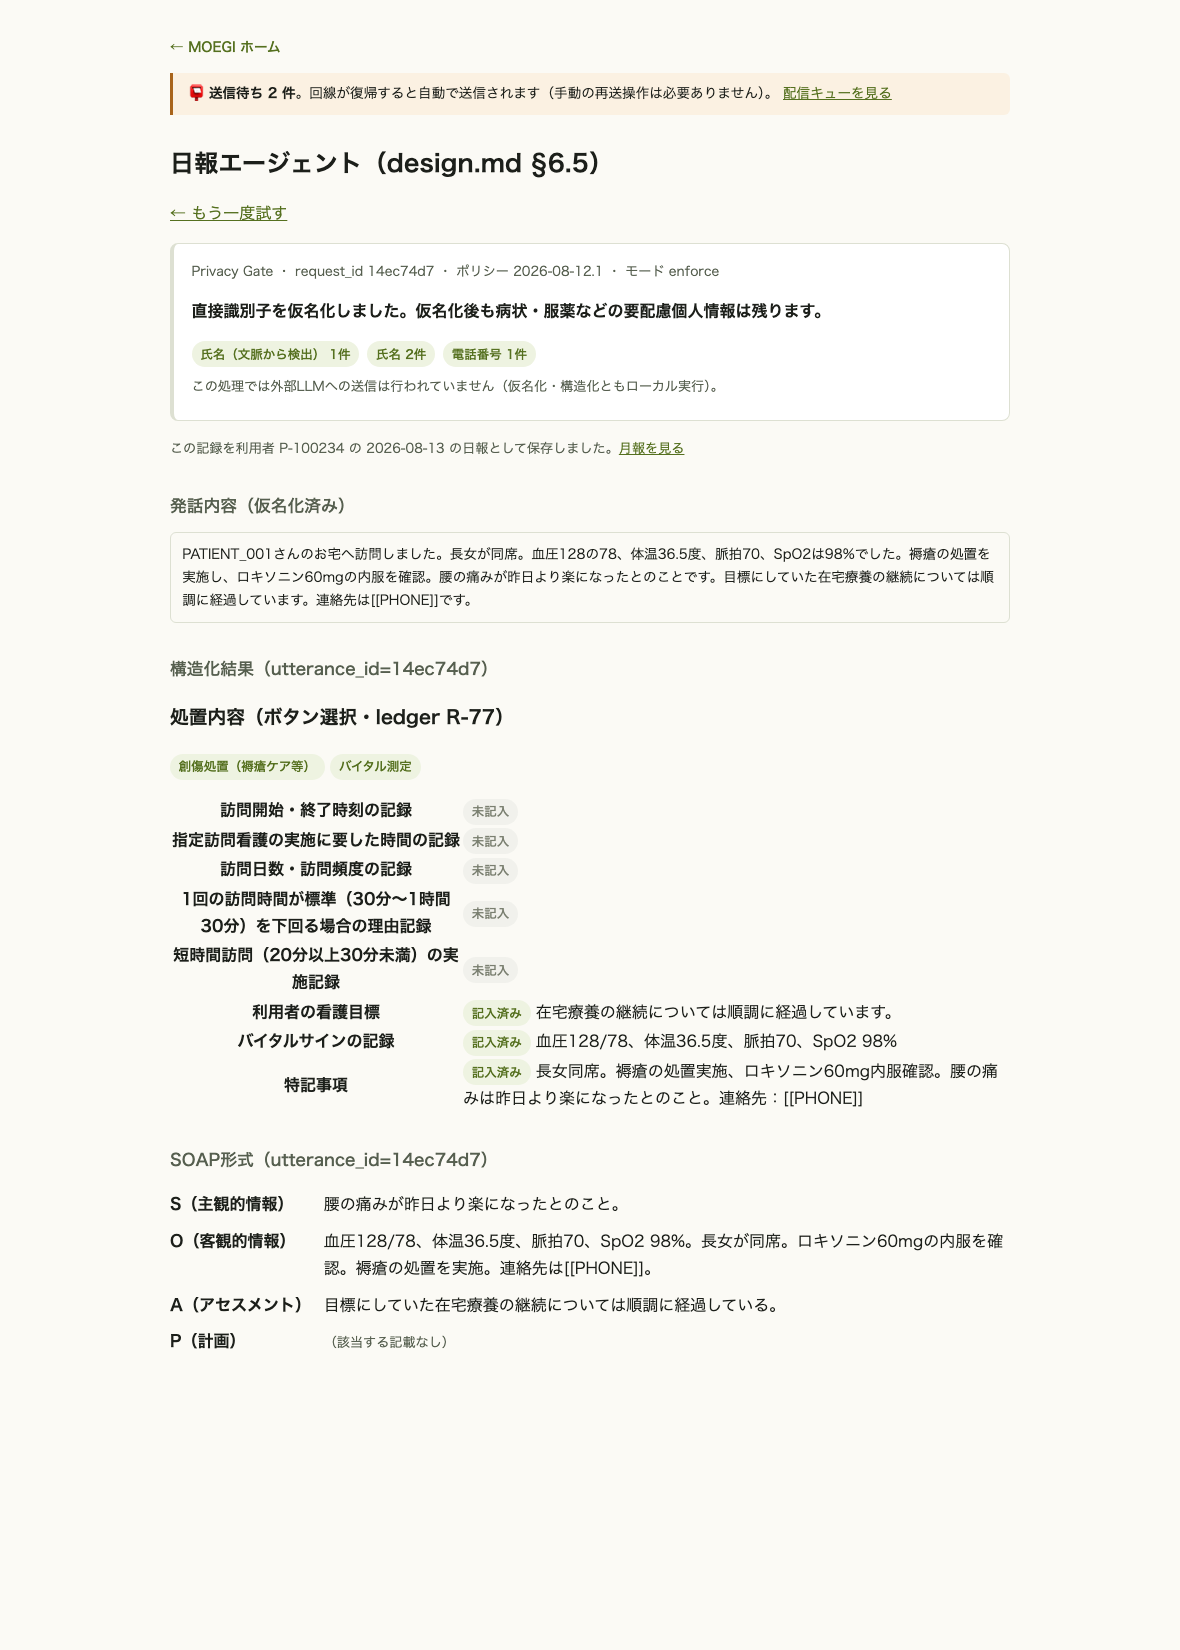 ← MOEGI ホーム
送信待ち 2 件。回線が復帰すると自動で送信されます（手動の再送操作は必要ありません）。 配信キューを見る
日報エージェント（design.md §6.5）
← もう一度試す
Privacy Gate ・ request_id 14ec74d7 ・ ポリシー 2026-08-12.1 ・ モード enforce
直接識別子を仮名化しました。仮名化後も病状・服薬などの要配慮個人情報は残ります。
氏名（文脈から検出） 1件 氏名 2件 電話番号 1件
この処理では外部LLMへの送信は行われていません（仮名化・構造化ともローカル実行）。
この記録を利用者 P-100234 の 2026-08-13 の日報として保存しました。月報を見る
発話内容（仮名化済み）
PATIENT_001さんのお宅へ訪問しました。長女が同席。血圧128の78、体温36.5度、脈拍70、SpO2は98%でした。褥瘡の処置を
実施し、ロキソニン60mgの内服を確認。腰の痛みが昨日より楽になったとのことです。目標にしていた在宅療養の継続については順
調に経過しています。連絡先は[[PHONE]]です。
構造化結果（utterance_id=14ec74d7）
処置内容（ボタン選択・ledger R-77）
創傷処置（褥瘡ケア等） バイタル測定
訪問開始・終了時刻の記録 未記入
指定訪問看護の実施に要した時間の記録 未記入
訪問日数・訪問頻度の記録 未記入
1回の訪問時間が標準（30分〜1時間
30分）を下回る場合の理由記録 未記入
短時間訪問（20分以上30分未満）の実
施記録 未記入
利用者の看護目標 記入済み 在宅療養の継続については順調に経過しています。
バイタルサインの記録 記入済み 血圧128/78、体温36.5度、脈拍70、SpO2 98%
特記事項 記入済み 長女同席。褥瘡の処置実施、ロキソニン60mg内服確認。腰の痛
みは昨日より楽になったとのこと。連絡先：[[PHONE]]
SOAP形式（utterance_id=14ec74d7）
S（主観的情報） 腰の痛みが昨日より楽になったとのこと。
O（客観的情報） 血圧128/78、体温36.5度、脈拍70、SpO2 98%。長女が同席。ロキソニン60mgの内服を確
認。褥瘡の処置を実施。連絡先は[[PHONE]]。
A（アセスメント） 目標にしていた在宅療養の継続については順調に経過している。
P（計画） （該当する記載なし）